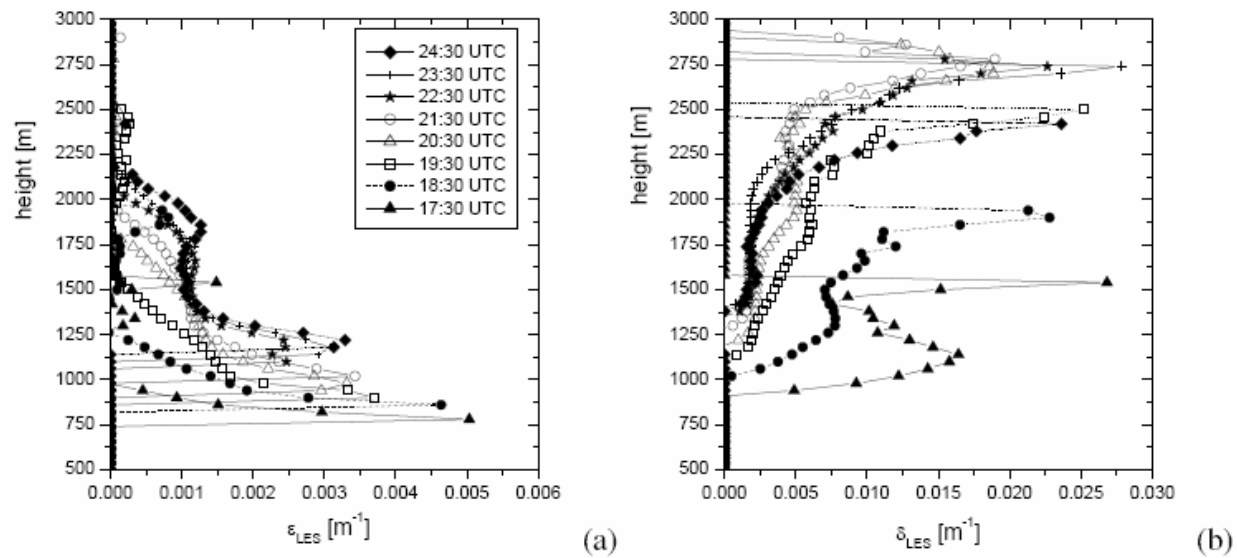 3000
2750
2500
2250
2000
1750
1500
1250
1000
750
500
height [m]
0.000 0.001 0.002 0.003 0.004 0.005 0.006
ε_LES [m⁻¹]
24:30 UTC
23:30 UTC
22:30 UTC
21:30 UTC
20:30 UTC
19:30 UTC
18:30 UTC
17:30 UTC
(a)
3000
2750
2500
2250
2000
1750
1500
1250
1000
750
500
height [m]
0.000 0.005 0.010 0.015 0.020 0.025 0.030
δ_LES [m⁻¹]
(b)